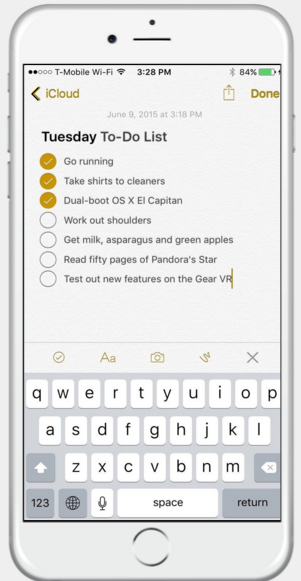 T-Mobile Wi-Fi 3:28 PM 84%
iCloud Done
June 9, 2015 at 3:18 PM
Tuesday To-Do List
Go running
Take shirts to cleaners
Dual-boot OS X El Capitan
Work out shoulders
Get milk, asparagus and green apples
Read fifty pages of Pandora's Star
Test out new features on the Gear VR
Aa
q w e r t y u i o p
a s d f g h j k l
z x c v b n m
123 space return